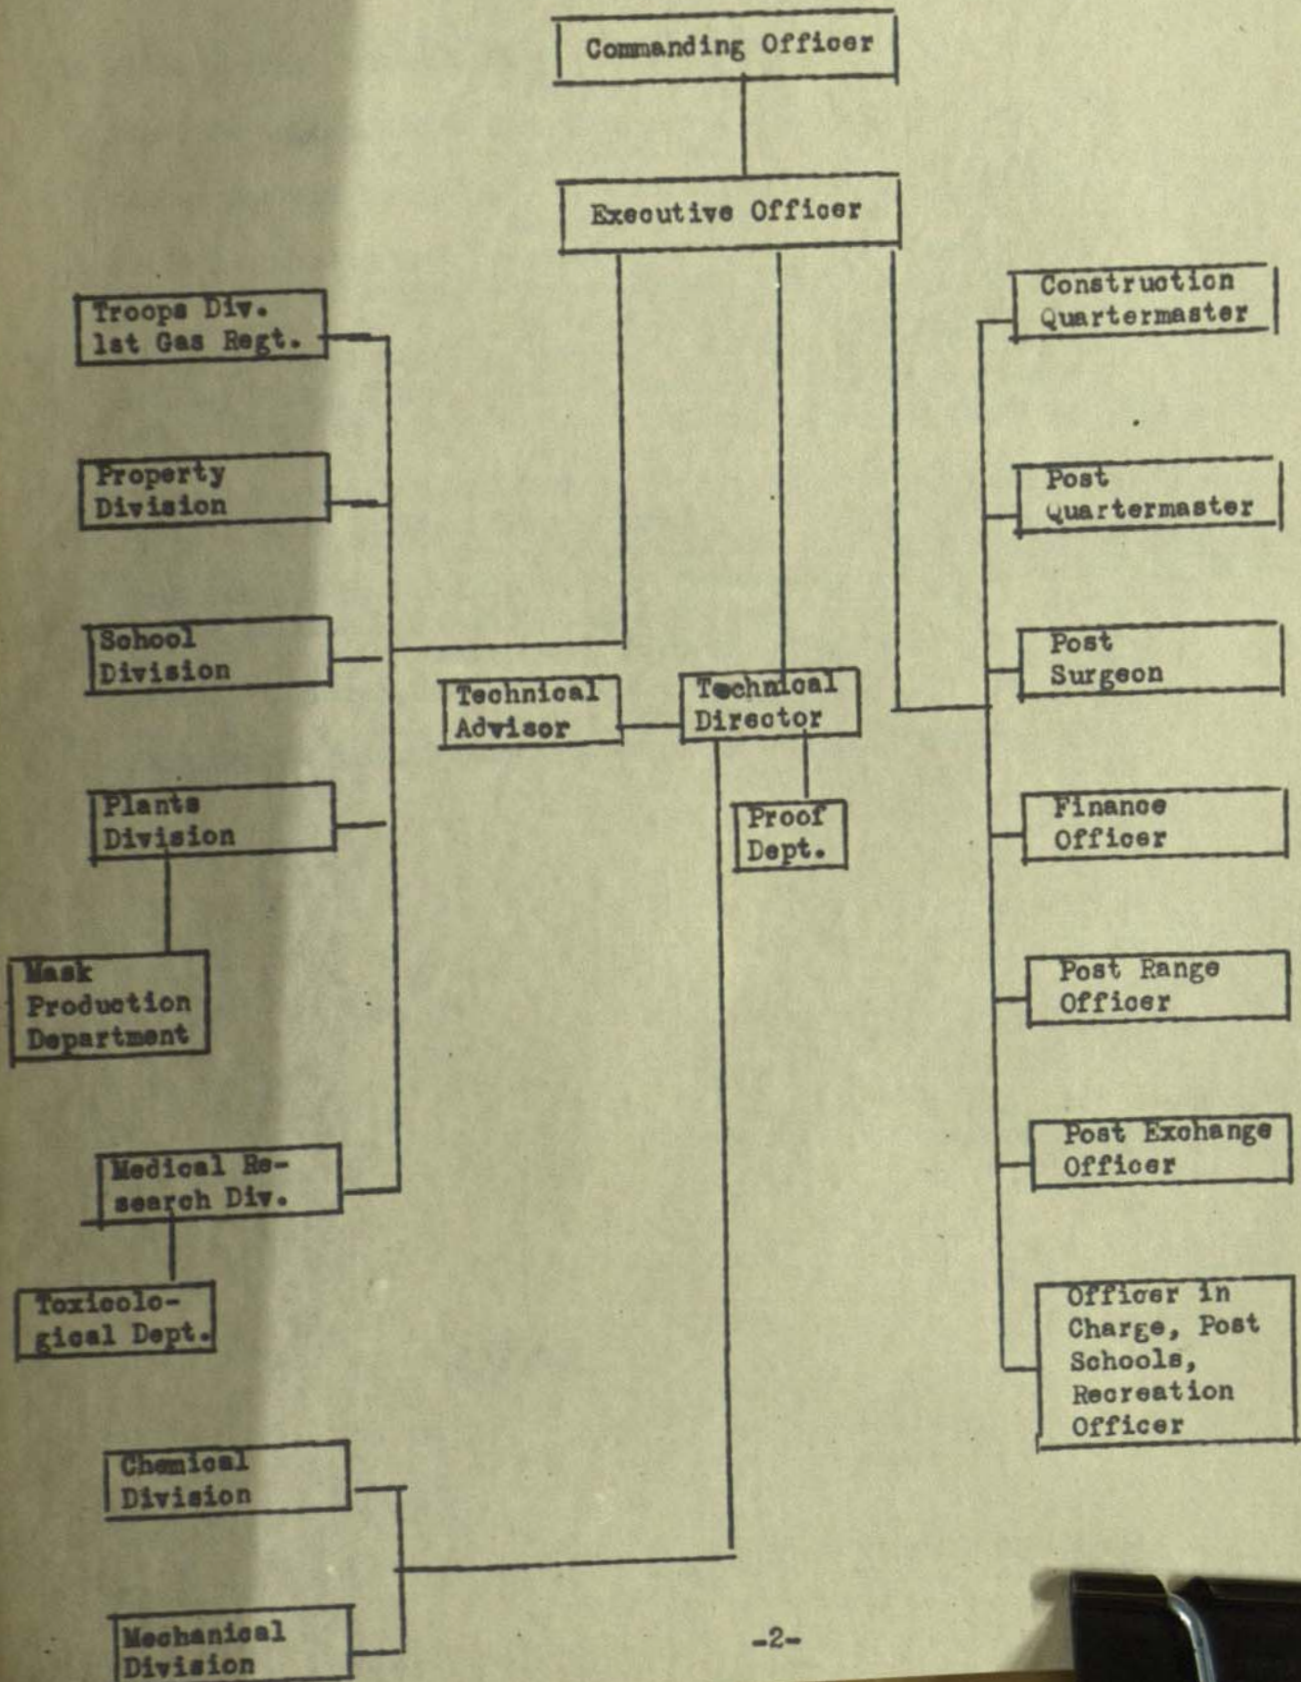 Commanding Officer
Executive Officer
Troops Div.
1st Gas Regt.
Property
Division
School
Division
Plants
Division
Mask
Production
Department
Medical Re-
search Div.
Toxicolo-
gical Dept.
Chemical
Division
Mechanical
Division
Technical
Advisor
Technical
Director
Proof
Dept.
Construction
Quartermaster
Post
Quartermaster
Post
Surgeon
Finance
Officer
Post Range
Officer
Post Exchange
Officer
Officer in
Charge, Post
Schools,
Recreation
Officer
-2-